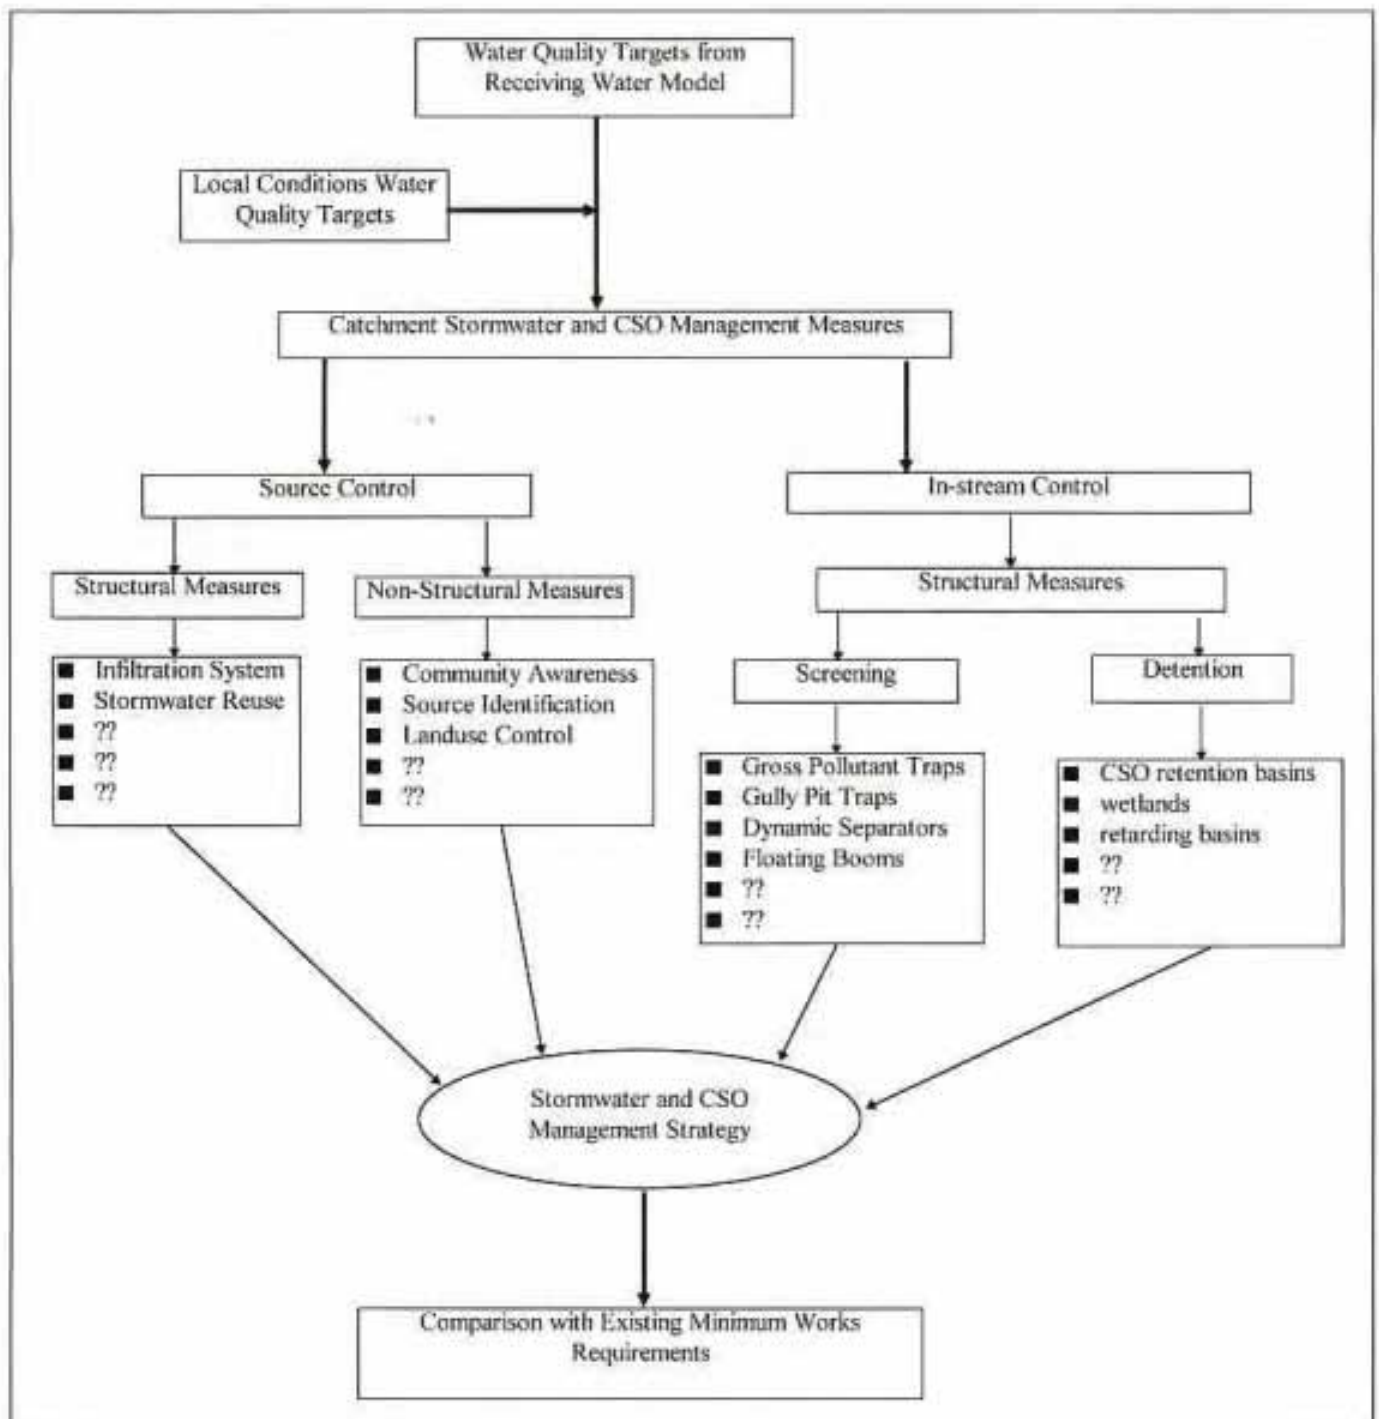 Water Quality Targets from
Receiving Water Model
Local Conditions Water
Quality Targets
Catchment Stormwater and CSO Management Measures
Source Control
In-stream Control
Structural Measures
Non-Structural Measures
Structural Measures
Screening
Detention
■ Infiltration System
■ Stormwater Reuse
■ ??
■ ??
■ ??
■ Community Awareness
■ Source Identification
■ Landuse Control
■ ??
■ ??
■ Gross Pollutant Traps
■ Gully Pit Traps
■ Dynamic Separators
■ Floating Booms
■ ??
■ ??
■ CSO retention basins
■ wetlands
■ retarding basins
■ ??
■ ??
Stormwater and CSO
Management Strategy
Comparison with Existing Minimum Works
Requirements